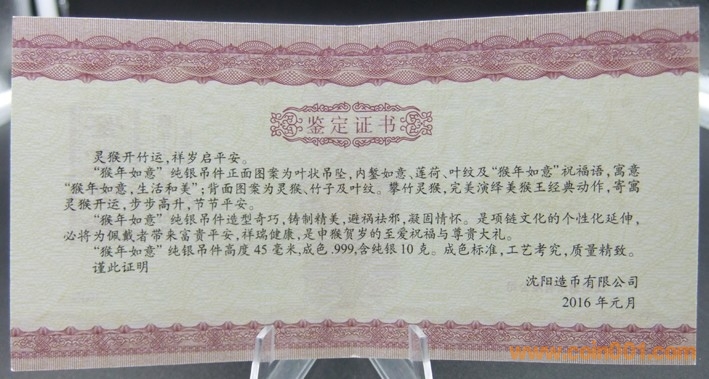 鉴定证书
灵猴开竹运，祥岁启平安。
“猴年如意”纯银吊件正面图案为叶状吊坠，内錾如意、莲荷、叶纹及“猴年如意”祝福语，寓意
“猴年如意，生活和美”；背面图案为灵猴、竹子及叶纹。攀竹灵猴，完美演绎美猴王经典动作，寄寓
灵猴开运，步步高升，节节平安。
“猴年如意”纯银吊件造型奇巧，铸制精美，避祸祛邪，凝固情怀。是项链文化的个性化延伸，
必将为佩戴者带来富贵平安，祥瑞健康，是申猴贺岁的至爱祝福与尊贵大礼。
“猴年如意”纯银吊件高度45毫米，成色.999，含纯银10克。成色标准，工艺考究，质量精致。
谨此证明
沈阳造币有限公司
2016年元月